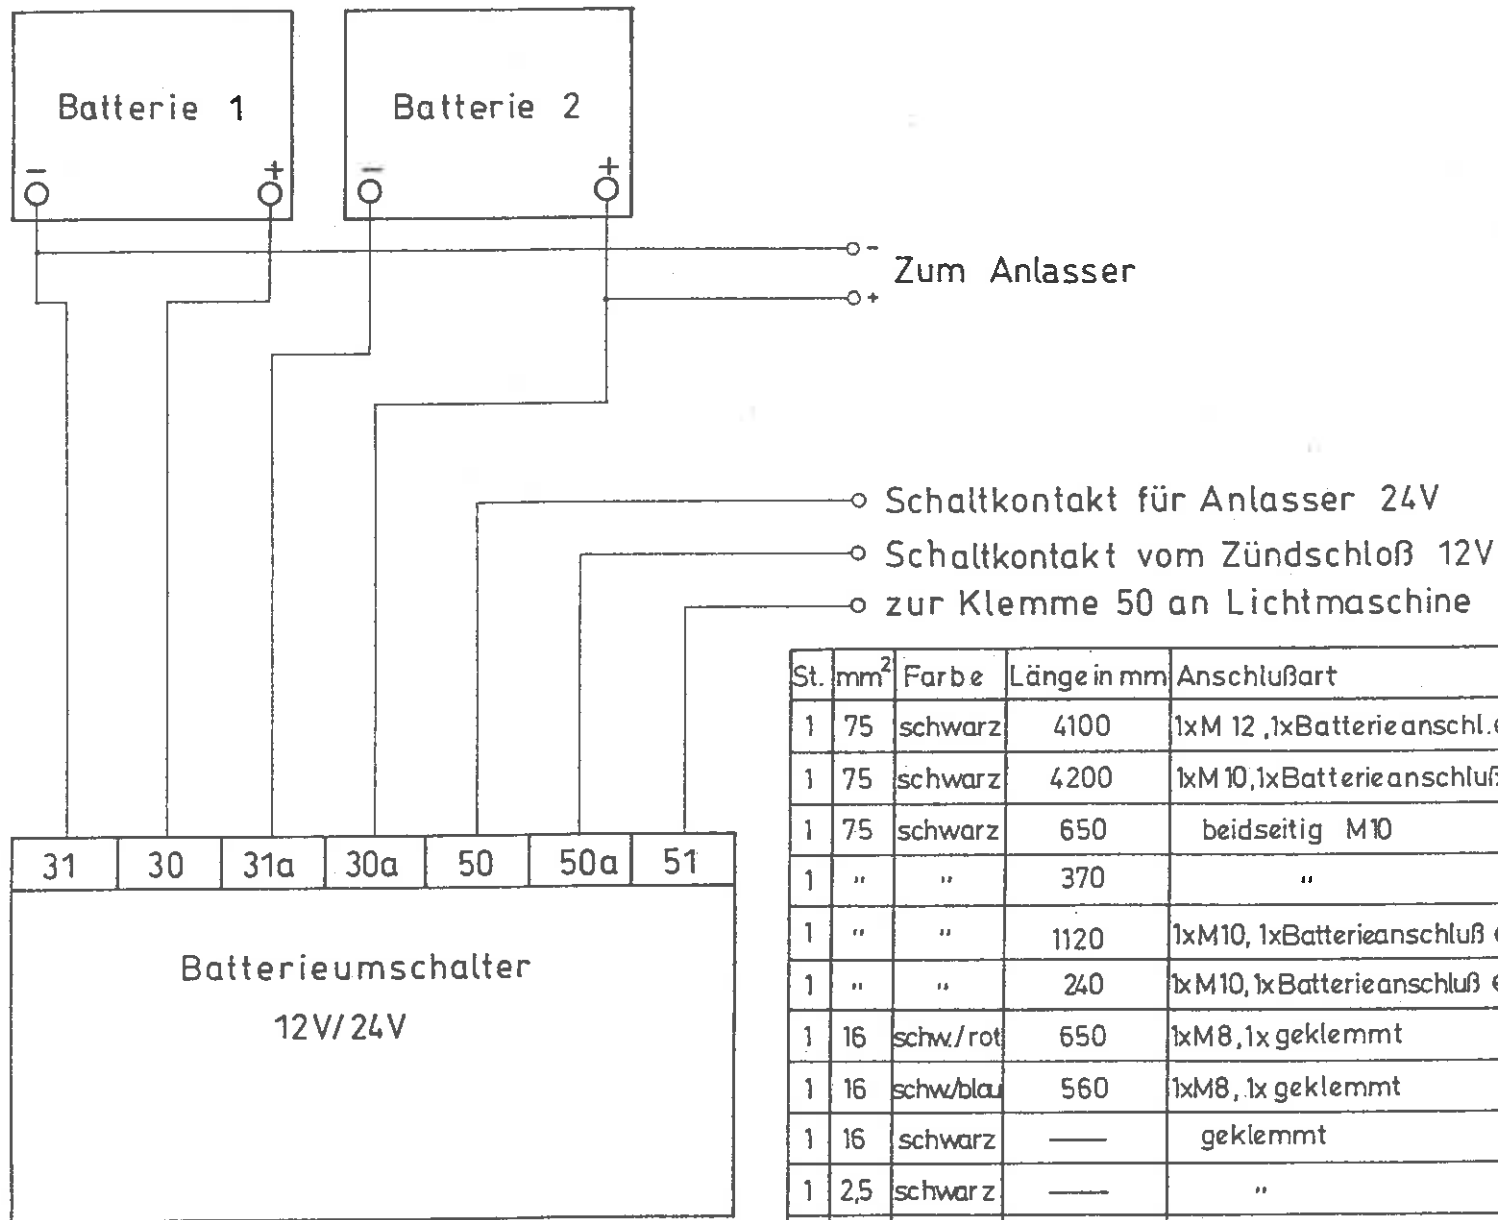 Batterie 1
Batterie 2
- + - +
-
Zum Anlasser
+
Schaltkontakt für Anlasser 24V
Schaltkontakt vom Zündschloß 12V
zur Klemme 50 an Lichtmaschine
31 30 31a 30a 50 50a 51
Batterieumschalter
12V/24V
St. mm² Farbe Länge in mm Anschlußart
1 75 schwarz 4100 1xM 12,1xBatterieanschl.
1 75 schwarz 4200 1xM 10,1xBatterieanschluß
1 75 schwarz 650 beidseitig M10
1 " " 370 "
1 " " 1120 1xM10, 1xBatterieanschluß
1 " " 240 1xM10, 1xBatterieanschluß
1 16 schw./rot 650 1xM8, 1x geklemmt
1 16 schw/blau 560 1xM8, 1x geklemmt
1 16 schwarz — geklemmt
1 2,5 schwarz — "